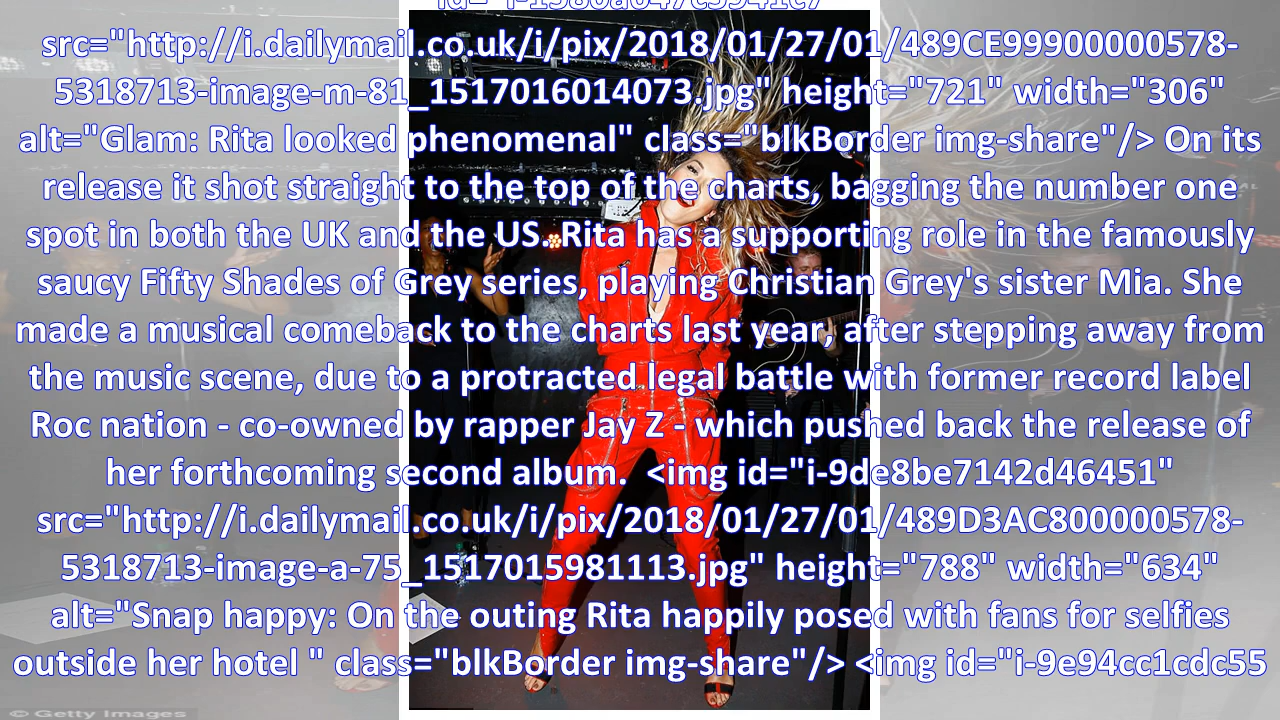 id="i-1580a647c3941c7"
src="http://i.dailymail.co.uk/i/pix/2018/01/27/01/489CE99900000578-
5318713-image-m-81_1517016014073.jpg" height="721" width="306"
alt="Glam: Rita looked phenomenal" class="blkBorder img-share"/> On its
release it shot straight to the top of the charts, bagging the number one
spot in both the UK and the US. Rita has a supporting role in the famously
saucy Fifty Shades of Grey series, playing Christian Grey's sister Mia. She
made a musical comeback to the charts last year, after stepping away from
the music scene, due to a protracted legal battle with former record label
Roc nation - co-owned by rapper Jay Z - which pushed back the release of
her forthcoming second album.  <img id="i-9de8be7142d46451"
src="http://i.dailymail.co.uk/i/pix/2018/01/27/01/489D3AC800000578-
5318713-image-a-75_1517015981113.jpg" height="788" width="634"
alt="Snap happy: On the outing Rita happily posed with fans for selfies
outside her hotel " class="blkBorder img-share"/> <img id="i-9e94cc1cdc55
© Getty Images